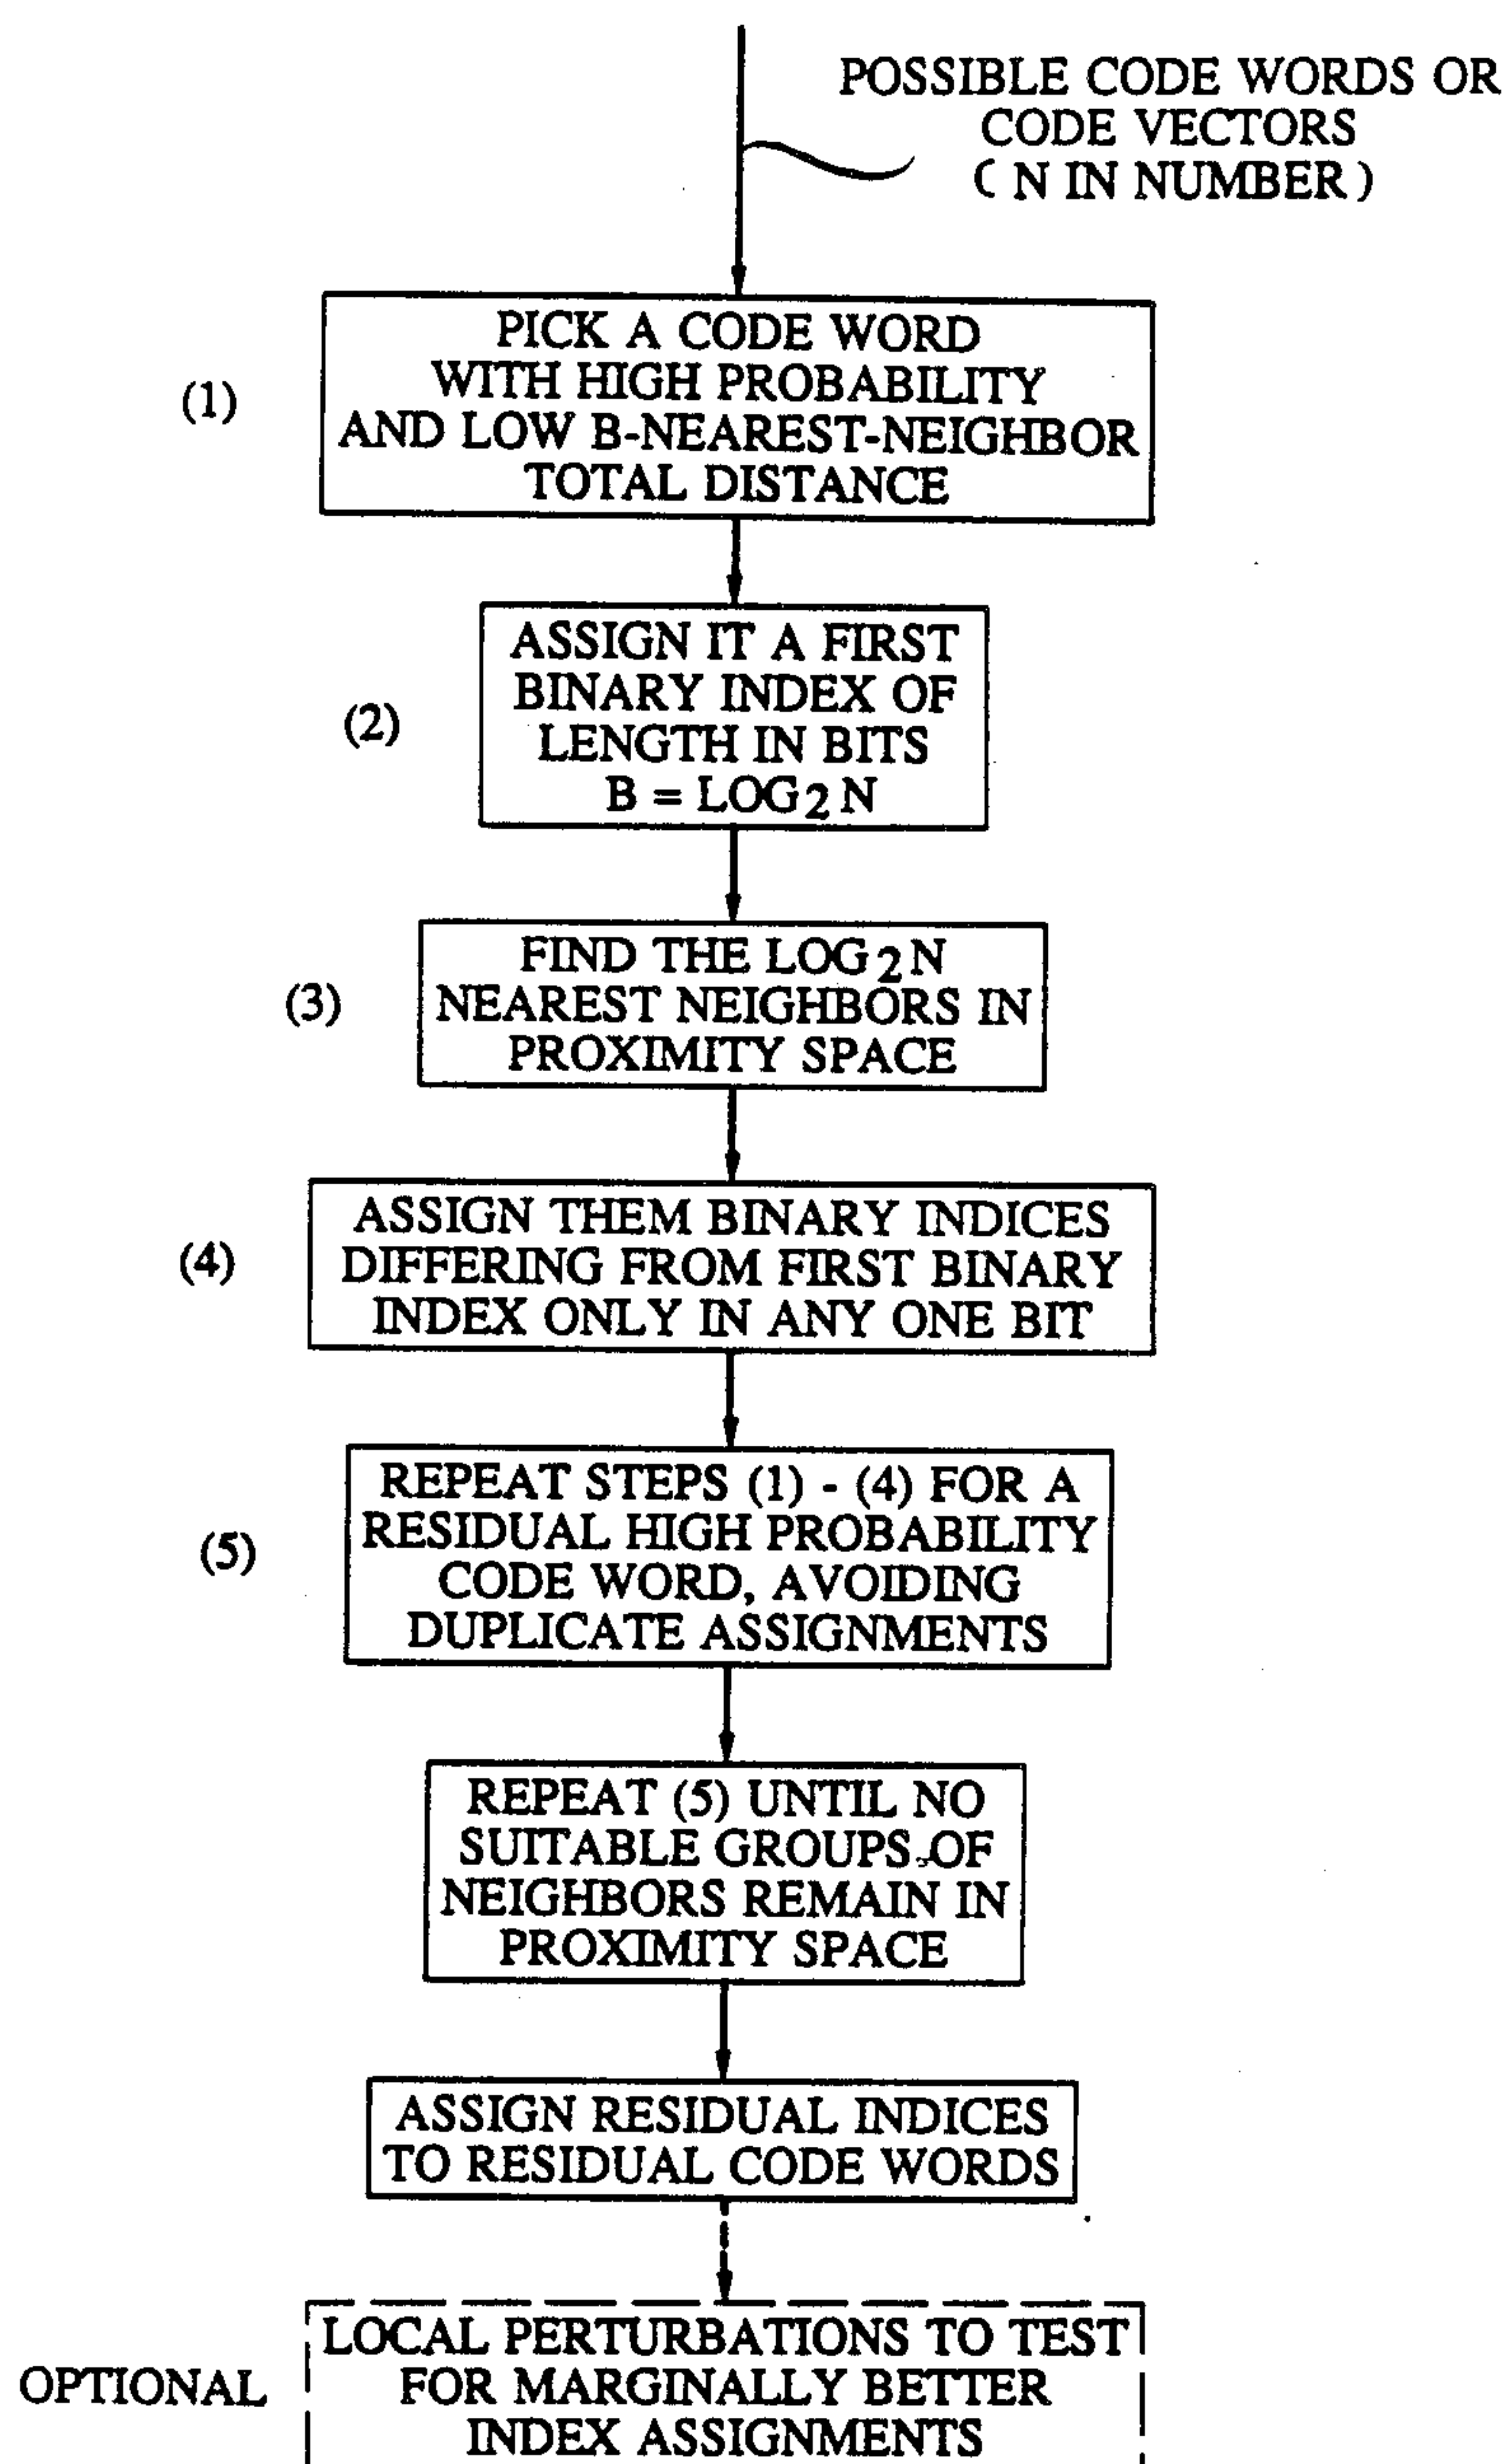 POSSIBLE CODE WORDS OR
CODE VECTORS
( N IN NUMBER )
(1)
PICK A CODE WORD
WITH HIGH PROBABILITY
AND LOW B-NEAREST-NEIGHBOR
TOTAL DISTANCE
(2)
ASSIGN IT A FIRST
BINARY INDEX OF
LENGTH IN BITS
B = LOG2 N
(3)
FIND THE LOG2N
NEAREST NEIGHBORS IN
PROXIMITY SPACE
(4)
ASSIGN THEM BINARY INDICES
DIFFERING FROM FIRST BINARY
INDEX ONLY IN ANY ONE BIT
(5)
REPEAT STEPS (1) - (4) FOR A
RESIDUAL HIGH PROBABILITY
CODE WORD, AVOIDING
DUPLICATE ASSIGNMENTS
REPEAT (5) UNTIL NO
SUITABLE GROUPS OF
NEIGHBORS REMAIN IN
PROXIMITY SPACE
ASSIGN RESIDUAL INDICES
TO RESIDUAL CODE WORDS
OPTIONAL
LOCAL PERTURBATIONS TO TEST
FOR MARGINALLY BETTER
INDEX ASSIGNMENTS